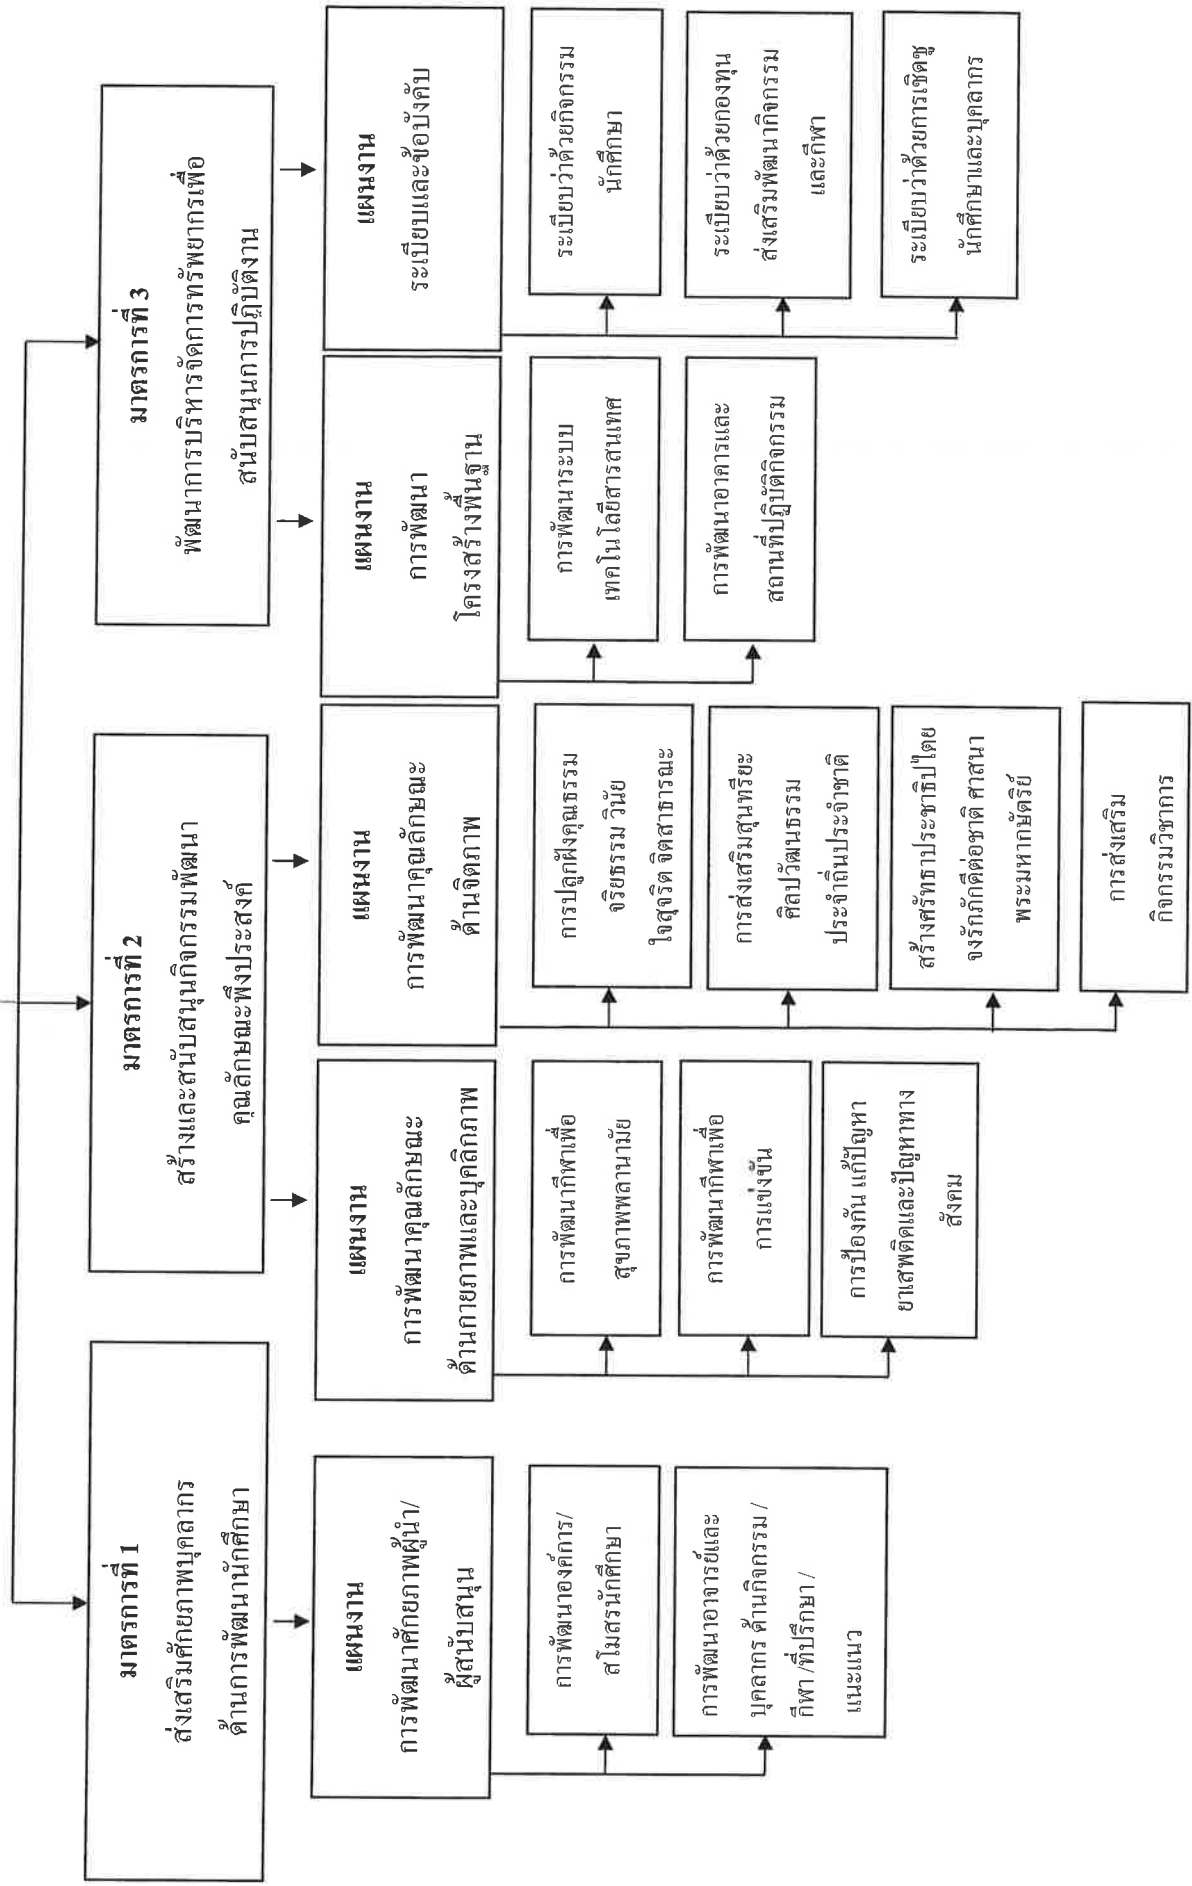 มาตรการที่ 1
ส่งเสริมศักยภาพบุคลากร
ด้านการพัฒนานักศึกษา
มาตรการที่ 2
สร้างและสนับสนุนกิจกรรมพัฒนา
คุณลักษณะพึงประสงค์
มาตรการที่ 3
พัฒนาการบริหารจัดการทรัพยากรเพื่อ
สนับสนุนการปฏิบัติงาน
แผนงาน
การพัฒนาศักยภาพผู้นำ/
ผู้สนับสนุน
แผนงาน
การพัฒนาคุณลักษณะ
ด้านกายภาพและบุคลิกภาพ
แผนงาน
การพัฒนาคุณลักษณะ
ด้านจิตภาพ
แผนงาน
การพัฒนา
โครงสร้างพื้นฐาน
แผนงาน
ระเบียบและข้อบังคับ
การพัฒนาองค์การ/
สโมสรนักศึกษา
การพัฒนาอาจารย์และ
บุคลากร ด้านกิจกรรม /
กีฬา /ที่ปรึกษา /
แนะแนว
การพัฒนากีฬาเพื่อ
สุขภาพพลานามัย
การพัฒนากีฬาเพื่อ
การแข่งขัน
การป้องกัน แก้ปัญหา
ยาเสพติดและปัญหาทาง
สังคม
การปลูกฝังคุณธรรม
จริยธรรม วินัย
ใจสุจริต จิตสาธารณะ
การส่งเสริมสุนทรียะ
ศิลปวัฒนธรรม
ประจำถิ่นประจำชาติ
สร้างศรัทธาประชาธิปไตย
จงรักภักดีต่อชาติ ศาสนา
พระมหากษัตริย์
การส่งเสริม
กิจกรรมวิชาการ
การพัฒนาระบบ
เทคโนโลยีสารสนเทศ
การพัฒนาอาคารและ
สถานที่ปฏิบัติกิจกรรม
ระเบียบว่าด้วยกิจกรรม
นักศึกษา
ระเบียบว่าด้วยกองทุน
ส่งเสริมพัฒนากิจกรรม
และกีฬา
ระเบียบว่าด้วยการเชิดชู
นักศึกษาและบุคลากร